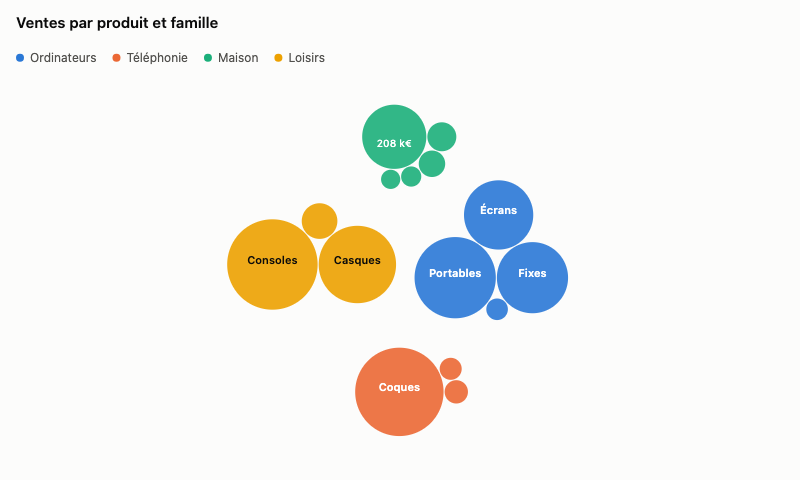 Ventes par produit et famille
Ordinateurs
Téléphonie
Maison
Loisirs
208 k€
Écrans
Consoles
Casques
Portables
Fixes
Coques